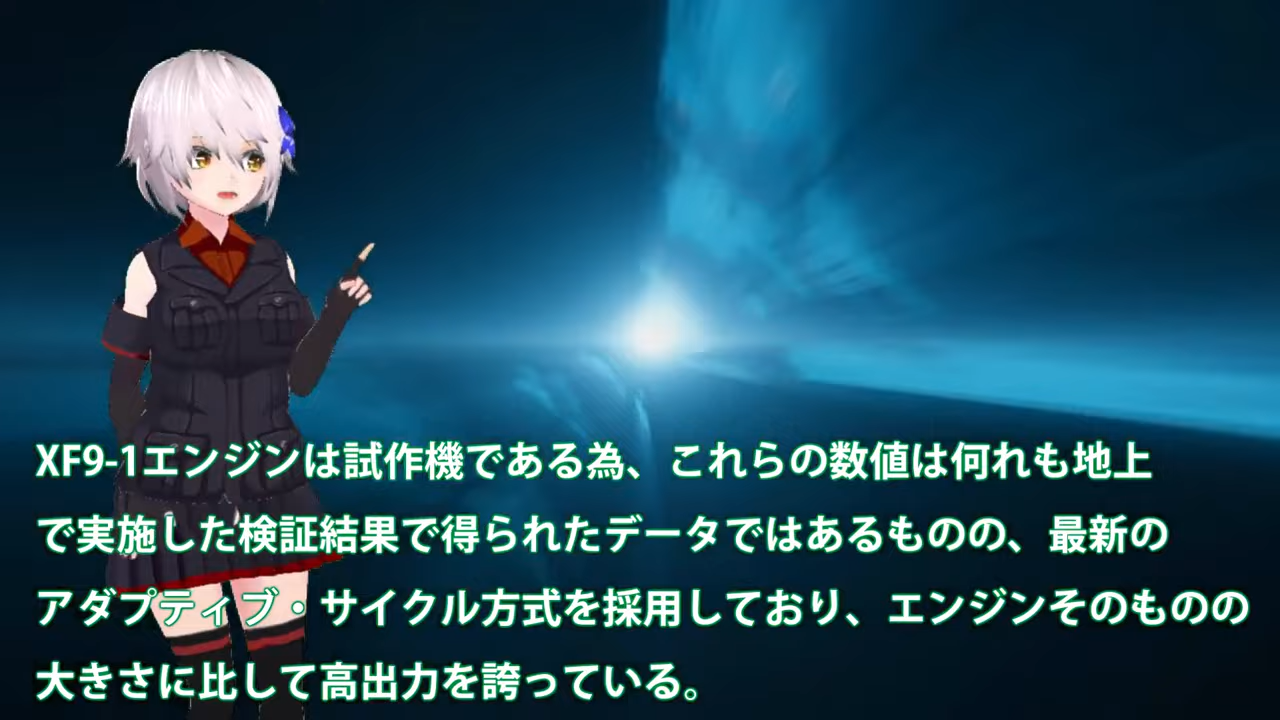 XF9-1エンジンは試作機である為、これらの数値は何れも地上
で実施した検証結果で得られたデータではあるものの、最新の
アダプティブ・サイクル方式を採用しており、エンジンそのものの
大きさに比して高出力を誇っている。